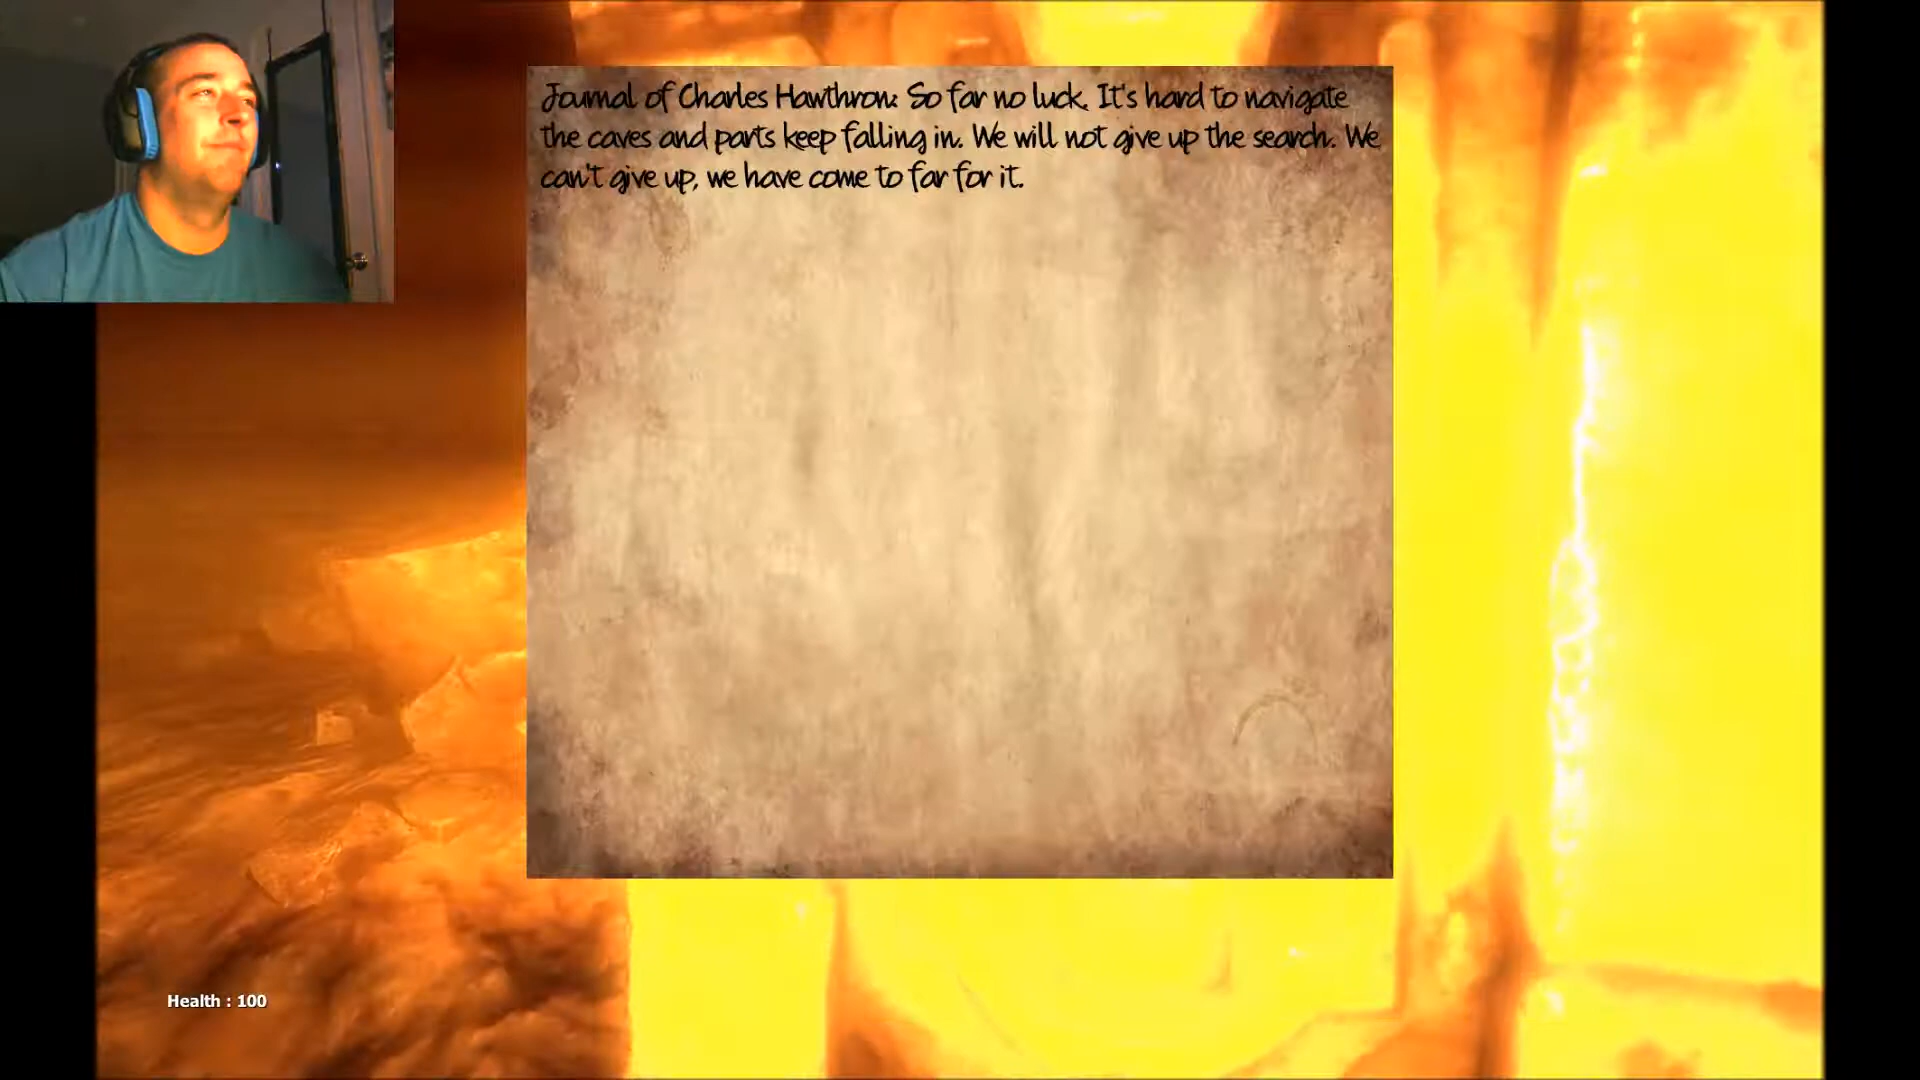 Journal of Charles Hawthron: So far no luck. It's hard to navigate
the caves and parts keep falling in. We will not give up the search. We
can't give up, we have come to far for it.
Health : 100